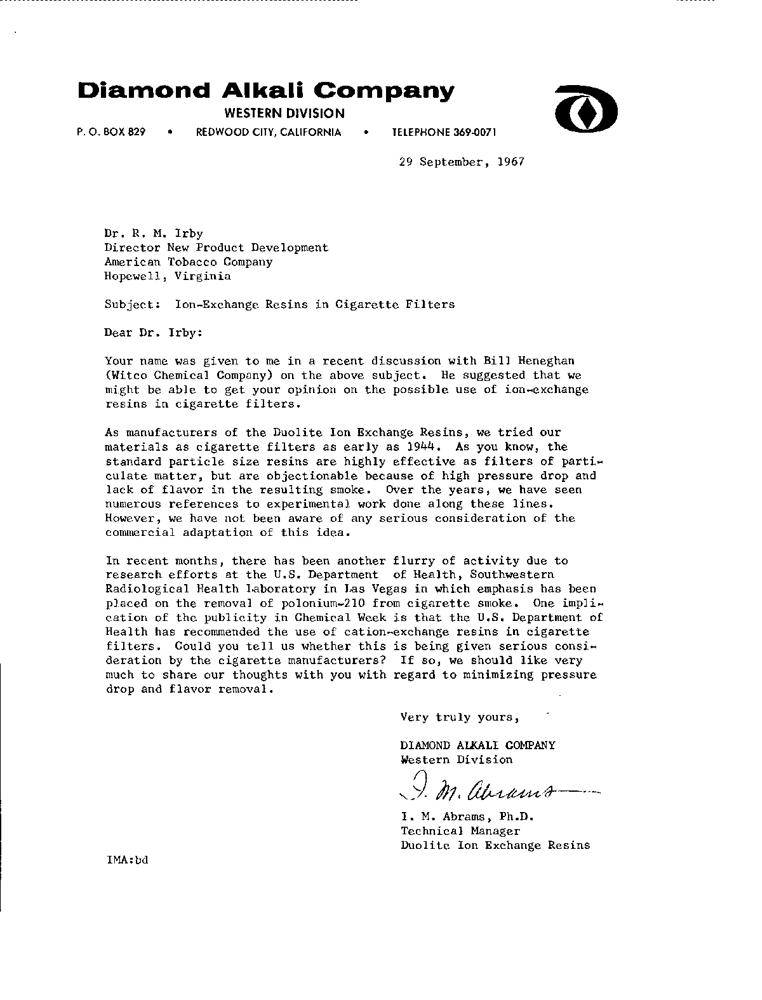 Diamond Alkali Company
WESTERN DIVISION
P. O. BOX 829 • REDWOOD CITY, CALIFORNIA • TELEPHONE 369-0071
29 September, 1967
Dr. R. M. Irby
Director New Product Development
American Tobacco Company
Hopewell, Virginia
Subject: Ion-Exchange Resins in Cigarette Filters
Dear Dr. Irby:
Your name was given to me in a recent discussion with Bill Heneghan
(Witco Chemical Company) on the above subject. He suggested that we
might be able to get your opinion on the possible use of ion-exchange
resins in cigarette filters.
As manufacturers of the Duolite Ion Exchange Resins, we tried our
materials as cigarette filters as early as 1944. As you know, the
standard particle size resins are highly effective as filters of parti-
culate matter, but are objectionable because of high pressure drop and
lack of flavor in the resulting smoke. Over the years, we have seen
numerous references to experimental work done along these lines.
However, we have not been aware of any serious consideration of the
commercial adaptation of this idea.
In recent months, there has been another flurry of activity due to
research efforts at the U.S. Department of Health, Southwestern
Radiological Health Laboratory in Las Vegas in which emphasis has been
placed on the removal of polonium-210 from cigarette smoke. One impli-
cation of the publicity in Chemical Week is that the U.S. Department of
Health has recommended the use of cation-exchange resins in cigarette
filters. Could you tell us whether this is being given serious consi-
deration by the cigarette manufacturers? If so, we should like very
much to share our thoughts with you with regard to minimizing pressure
drop and flavor removal.
Very truly yours,
DIAMOND ALKALI COMPANY
Western Division
I. M. Abrams
I. M. Abrams, Ph.D.
Technical Manager
Duolite Ion Exchange Resins
IMA:bd